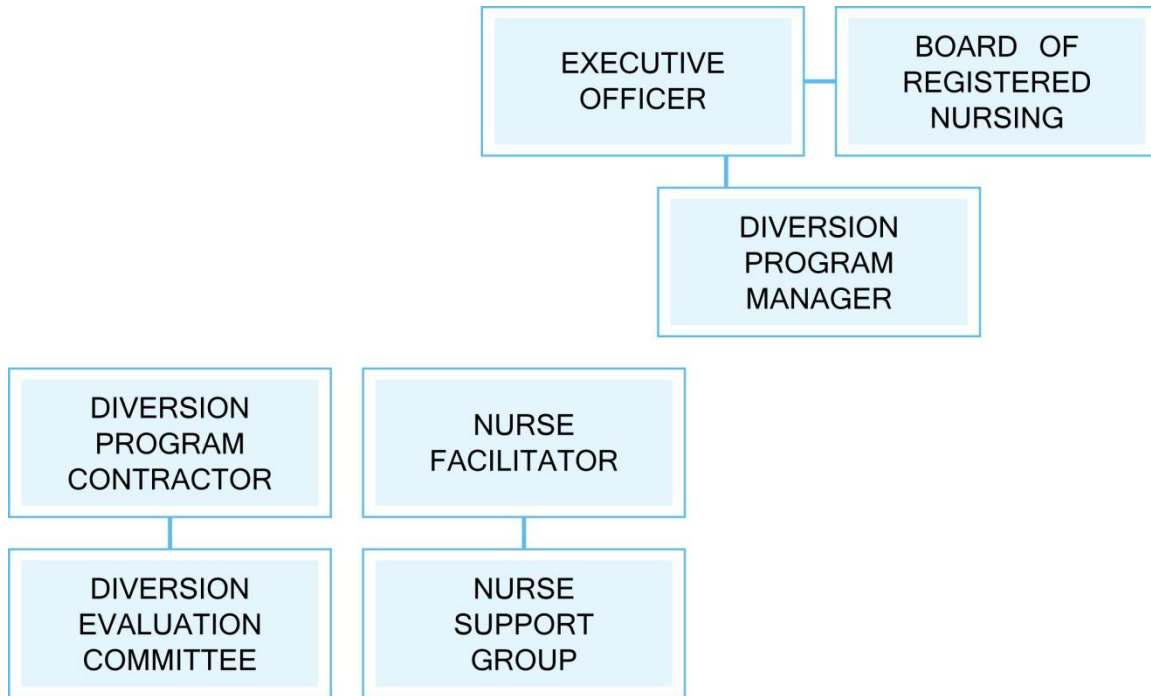 EXECUTIVE
OFFICER
BOARD OF
REGISTERED
NURSING
DIVERSION
PROGRAM
MANAGER
DIVERSION
PROGRAM
CONTRACTOR
NURSE
FACILITATOR
DIVERSION
EVALUATION
COMMITTEE
NURSE
SUPPORT
GROUP